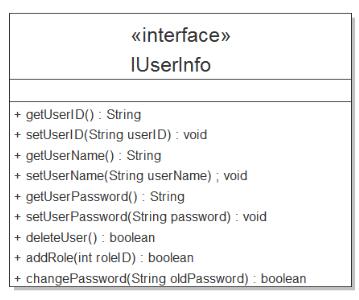 «interface»
IUserInfo
+ getUserID() : String
+ setUserID(String userID) : void
+ getUserName() : String
+ setUserName(String userName) ; void
+ getUserPassword() : String
+ setUserPassword(String password) : void
+ deleteUser() : boolean
+ addRole(int roleID) : boolean
+ changePassword(String oldPassword) : boolean